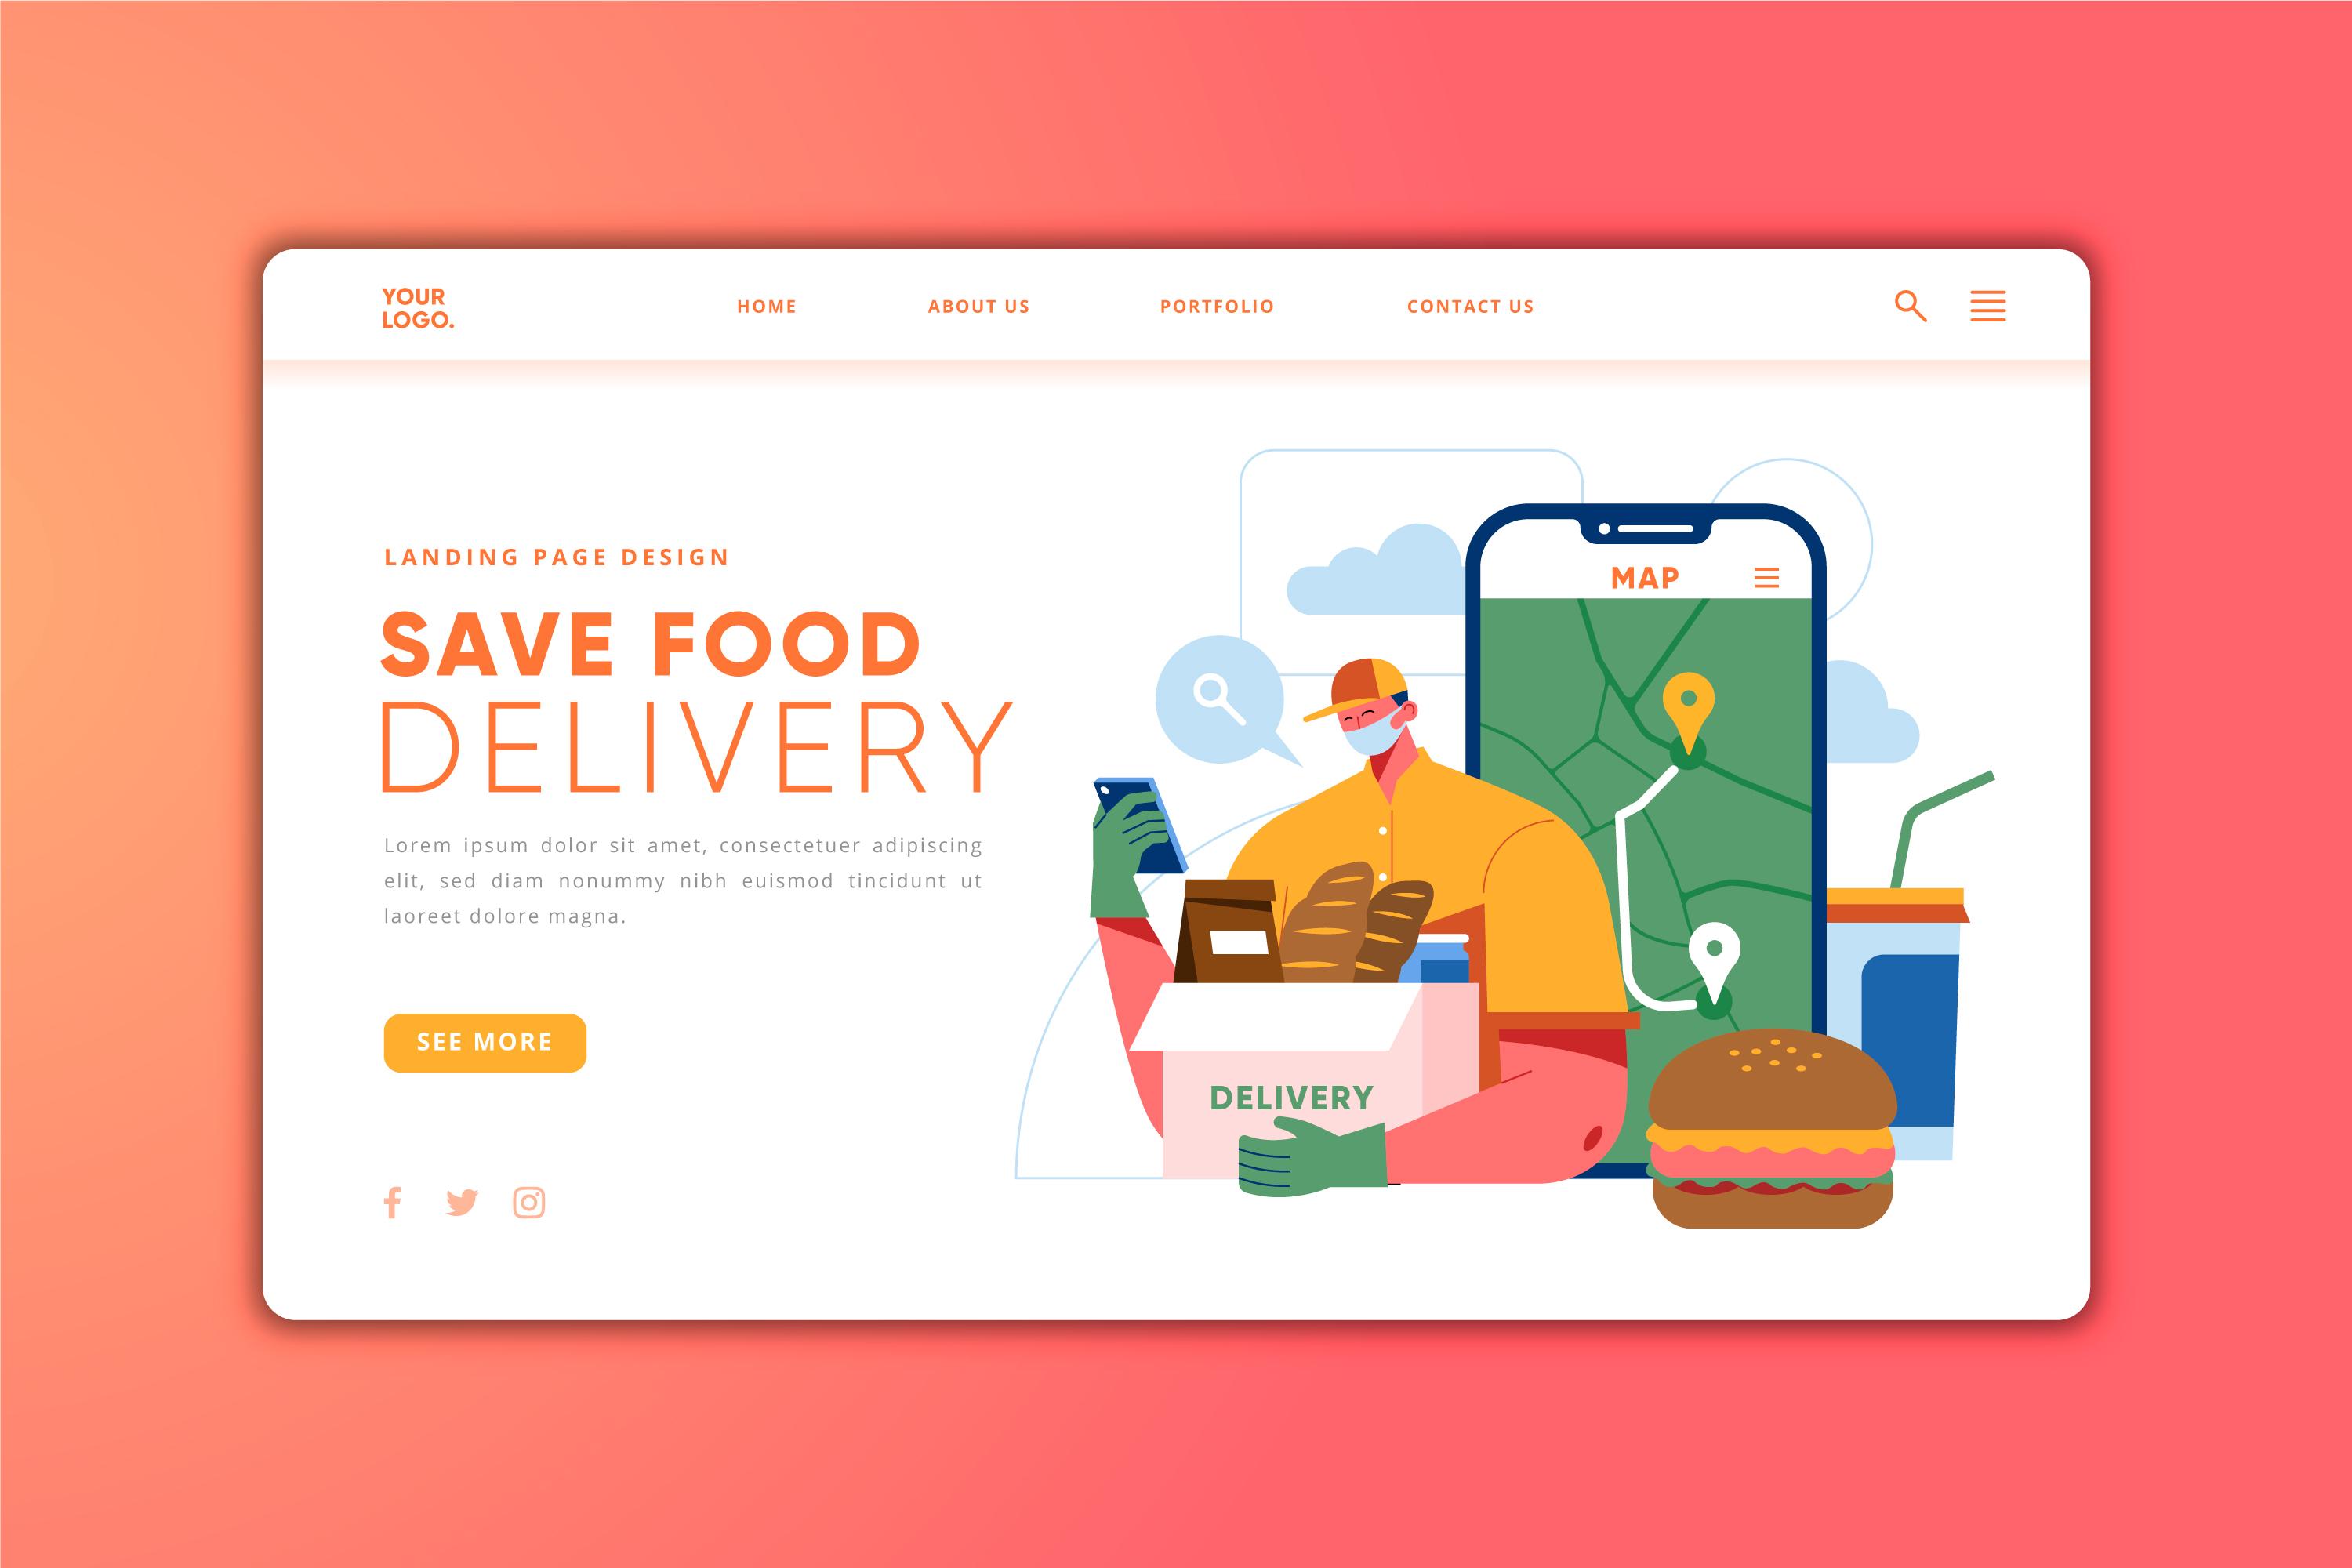 YOUR
LOGO.
HOME
ABOUT US
PORTFOLIO
CONTACT US
LANDING PAGE DESIGN
SAVE FOOD
DELIVERY
Lorem ipsum dolor sit amet, consectetuer adipiscing
elit, sed diam nonummy nibh euismod tincidunt ut
laoreet dolore magna.
SEE MORE
MAP
DELIVERY